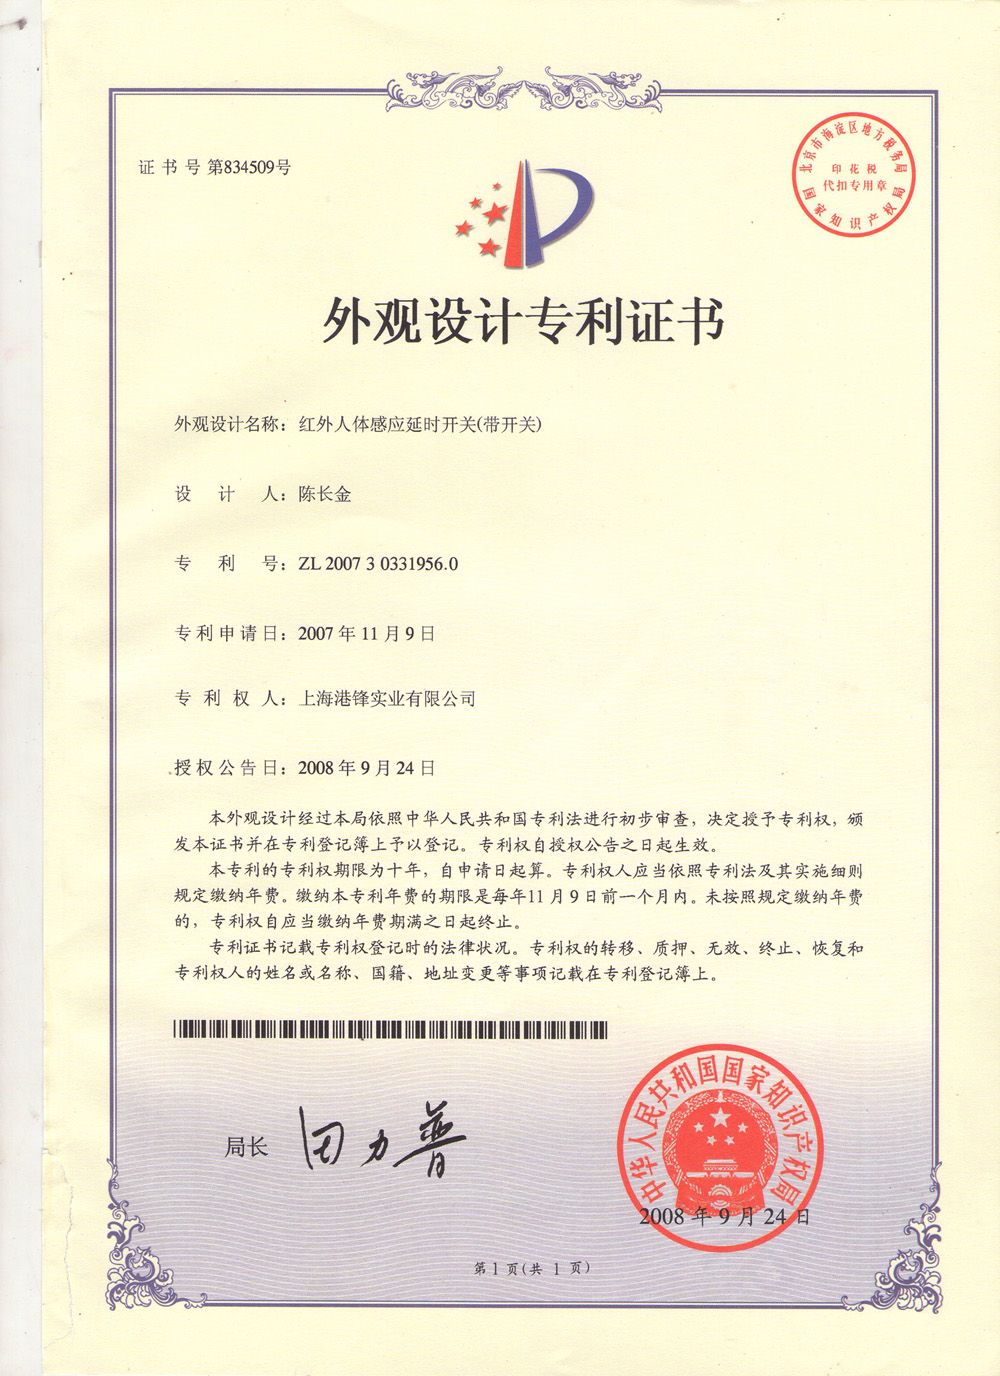 证书号第834509号
北京市海淀区地方税务局
印花税
代扣专用章
国家知识产权局
外观设计专利证书
外观设计名称：红外人体感应延时开关(带开关)
设计人：陈长金
专利号：ZL 2007 3 0331956.0
专利申请日：2007年11月9日
专利权人：上海港锋实业有限公司
授权公告日：2008年9月24日
本外观设计经过本局依照中华人民共和国专利法进行初步审查，决定授予专利权，颁
发本证书并在专利登记簿上予以登记。专利权自授权公告之日起生效。
本专利的专利权期限为十年，自申请日起算。专利权人应当依照专利法及其实施细则
规定缴纳年费。缴纳本专利年费的期限是每年11月9日前一个月内。未按照规定缴纳年费
的，专利权自应当缴纳年费期满之日起终止。
专利证书记载专利权登记时的法律状况。专利权的转移、质押、无效、终止、恢复和
专利权人的姓名或名称、国籍、地址变更等事项记载在专利登记簿上。
局长 田力普
中华人民共和国国家知识产权局
2008年9月24日
第1页(共1页)